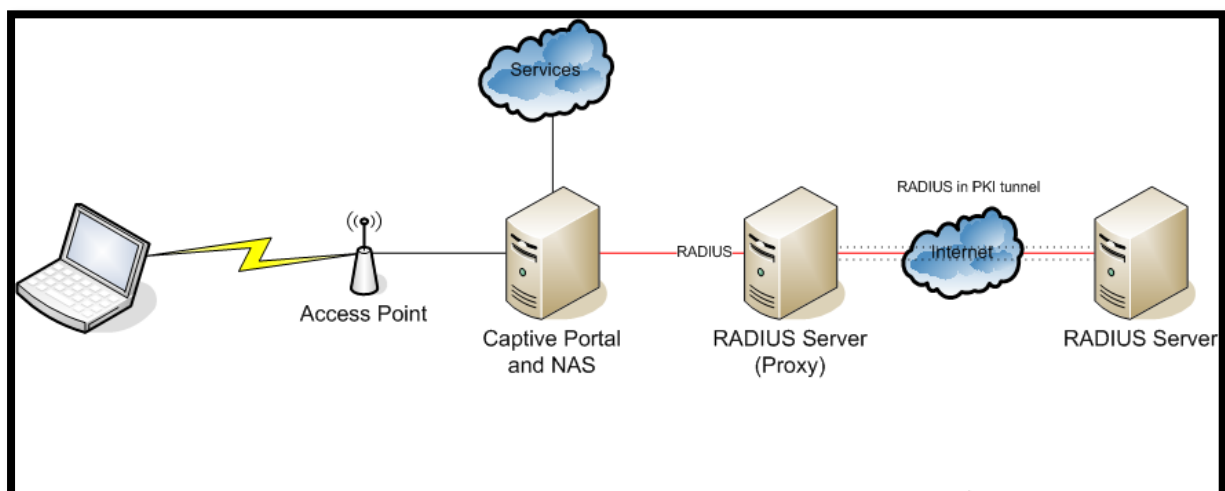 Services
RADIUS in PKI tunnel
RADIUS
Internet
Access Point
Captive Portal
and NAS
RADIUS Server
(Proxy)
RADIUS Server